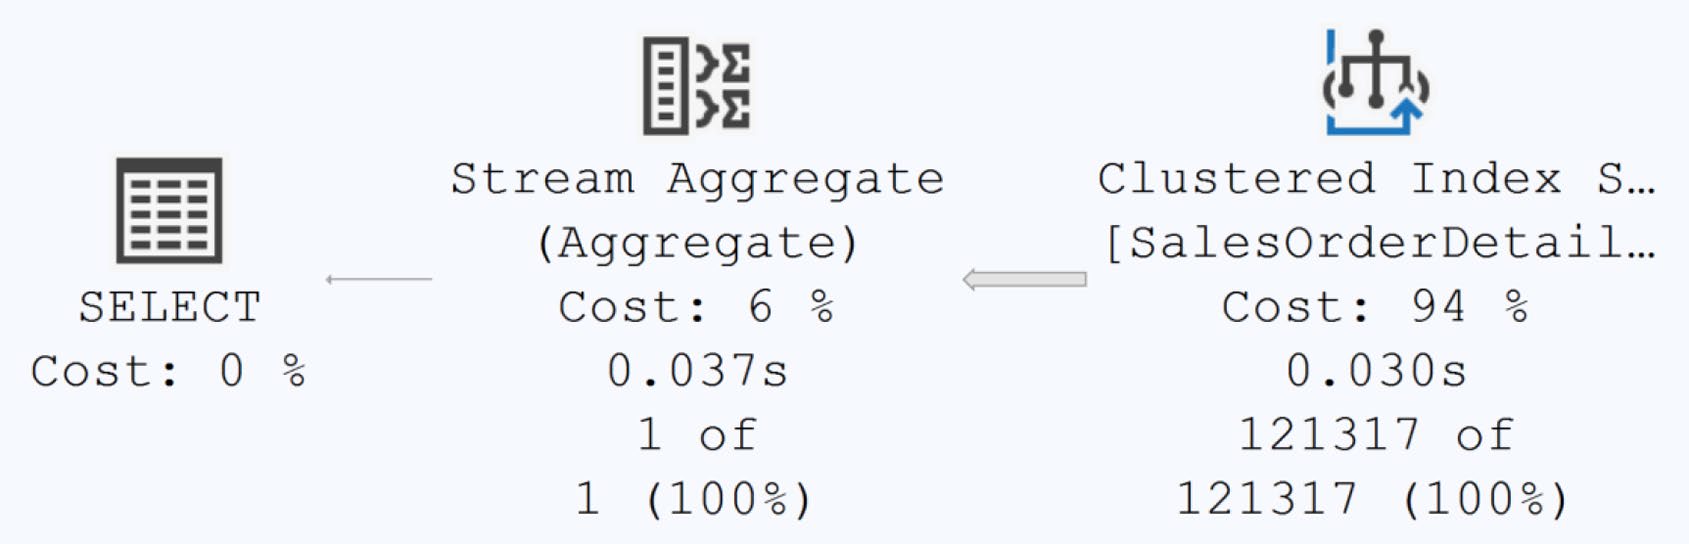 SELECT
Cost: 0 %
Stream Aggregate
(Aggregate)
Cost: 6 %
0.037s
1 of
1 (100%)
Clustered Index S…
[SalesOrderDetail…
Cost: 94 %
0.030s
121317 of
121317 (100%)